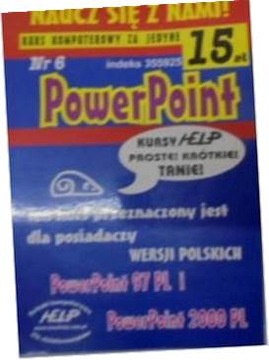 NAUCZ SIĘ Z NAMI!
KURS KOMPUTEROWY ZA JEDYNE 15 zł
Nr 6 indeks 355925
PowerPoint
KURSY HELP
PROSTE! KRÓTKIE!
TANIE!
przeznaczony jest
dla posiadaczy
WERSJI POLSKICH
PowerPoint 97 PL i
PowerPoint 2000 PL
HELP